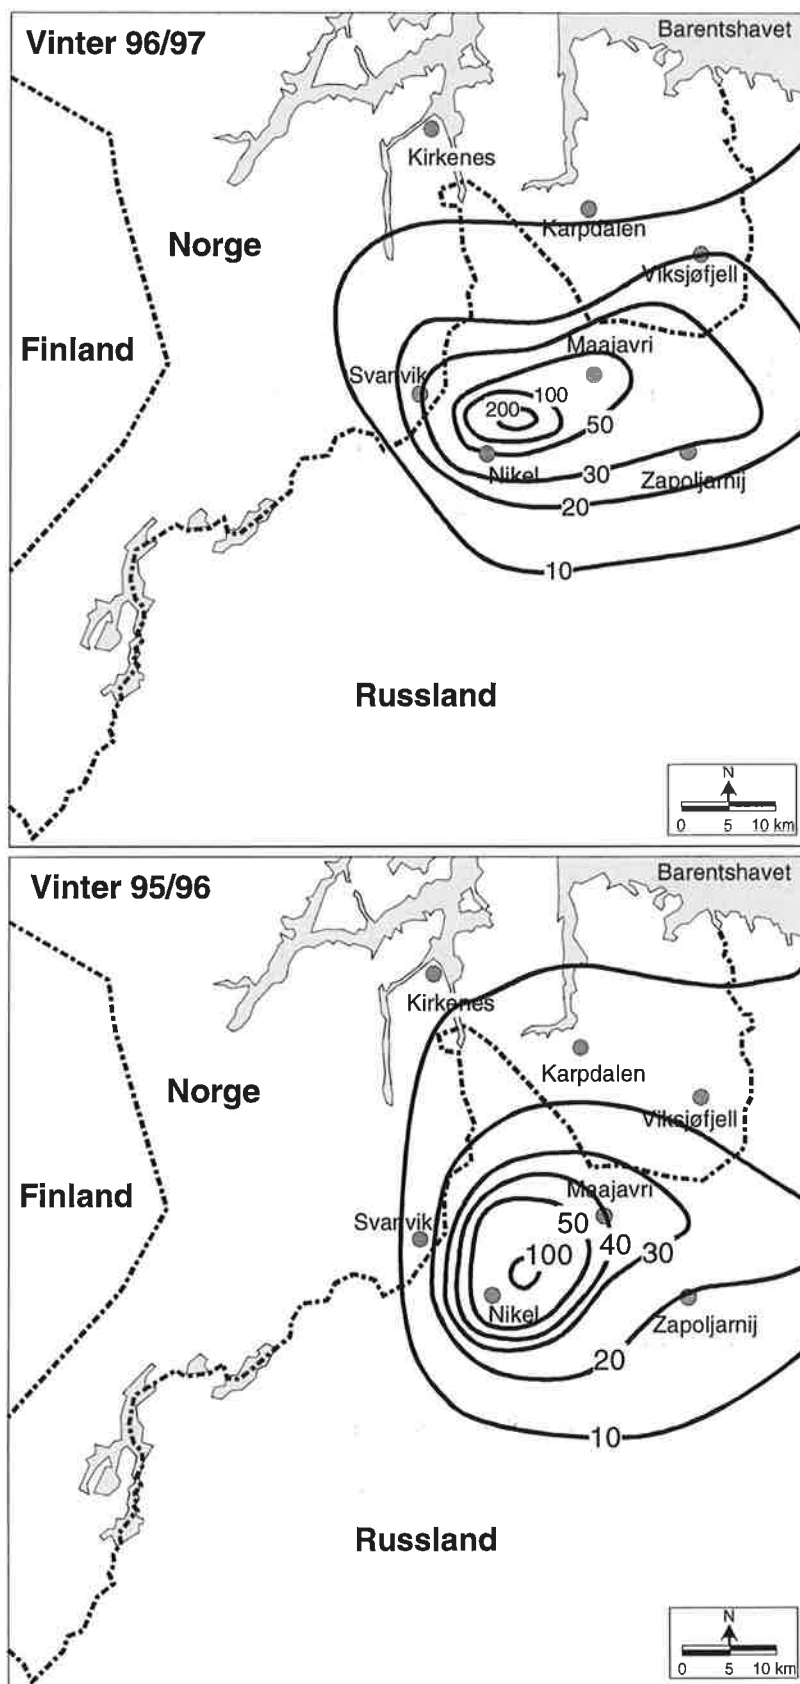 Vinter 96/97
Barentshavet
Kirkenes
Karpdalen
Norge
Viksjøfjell
Finland
Maajavri
Svanvik
100
200
50
Nikel
30
Zapoljarnij
20
10
Russland
N
0 5 10 km
Vinter 95/96
Barentshavet
Kirkenes
Karpdalen
Norge
Viksjøfjell
Maajavri
Finland
Svanvik
50
40
30
100
Nikel
Zapoljarnij
20
10
Russland
N
0 5 10 km